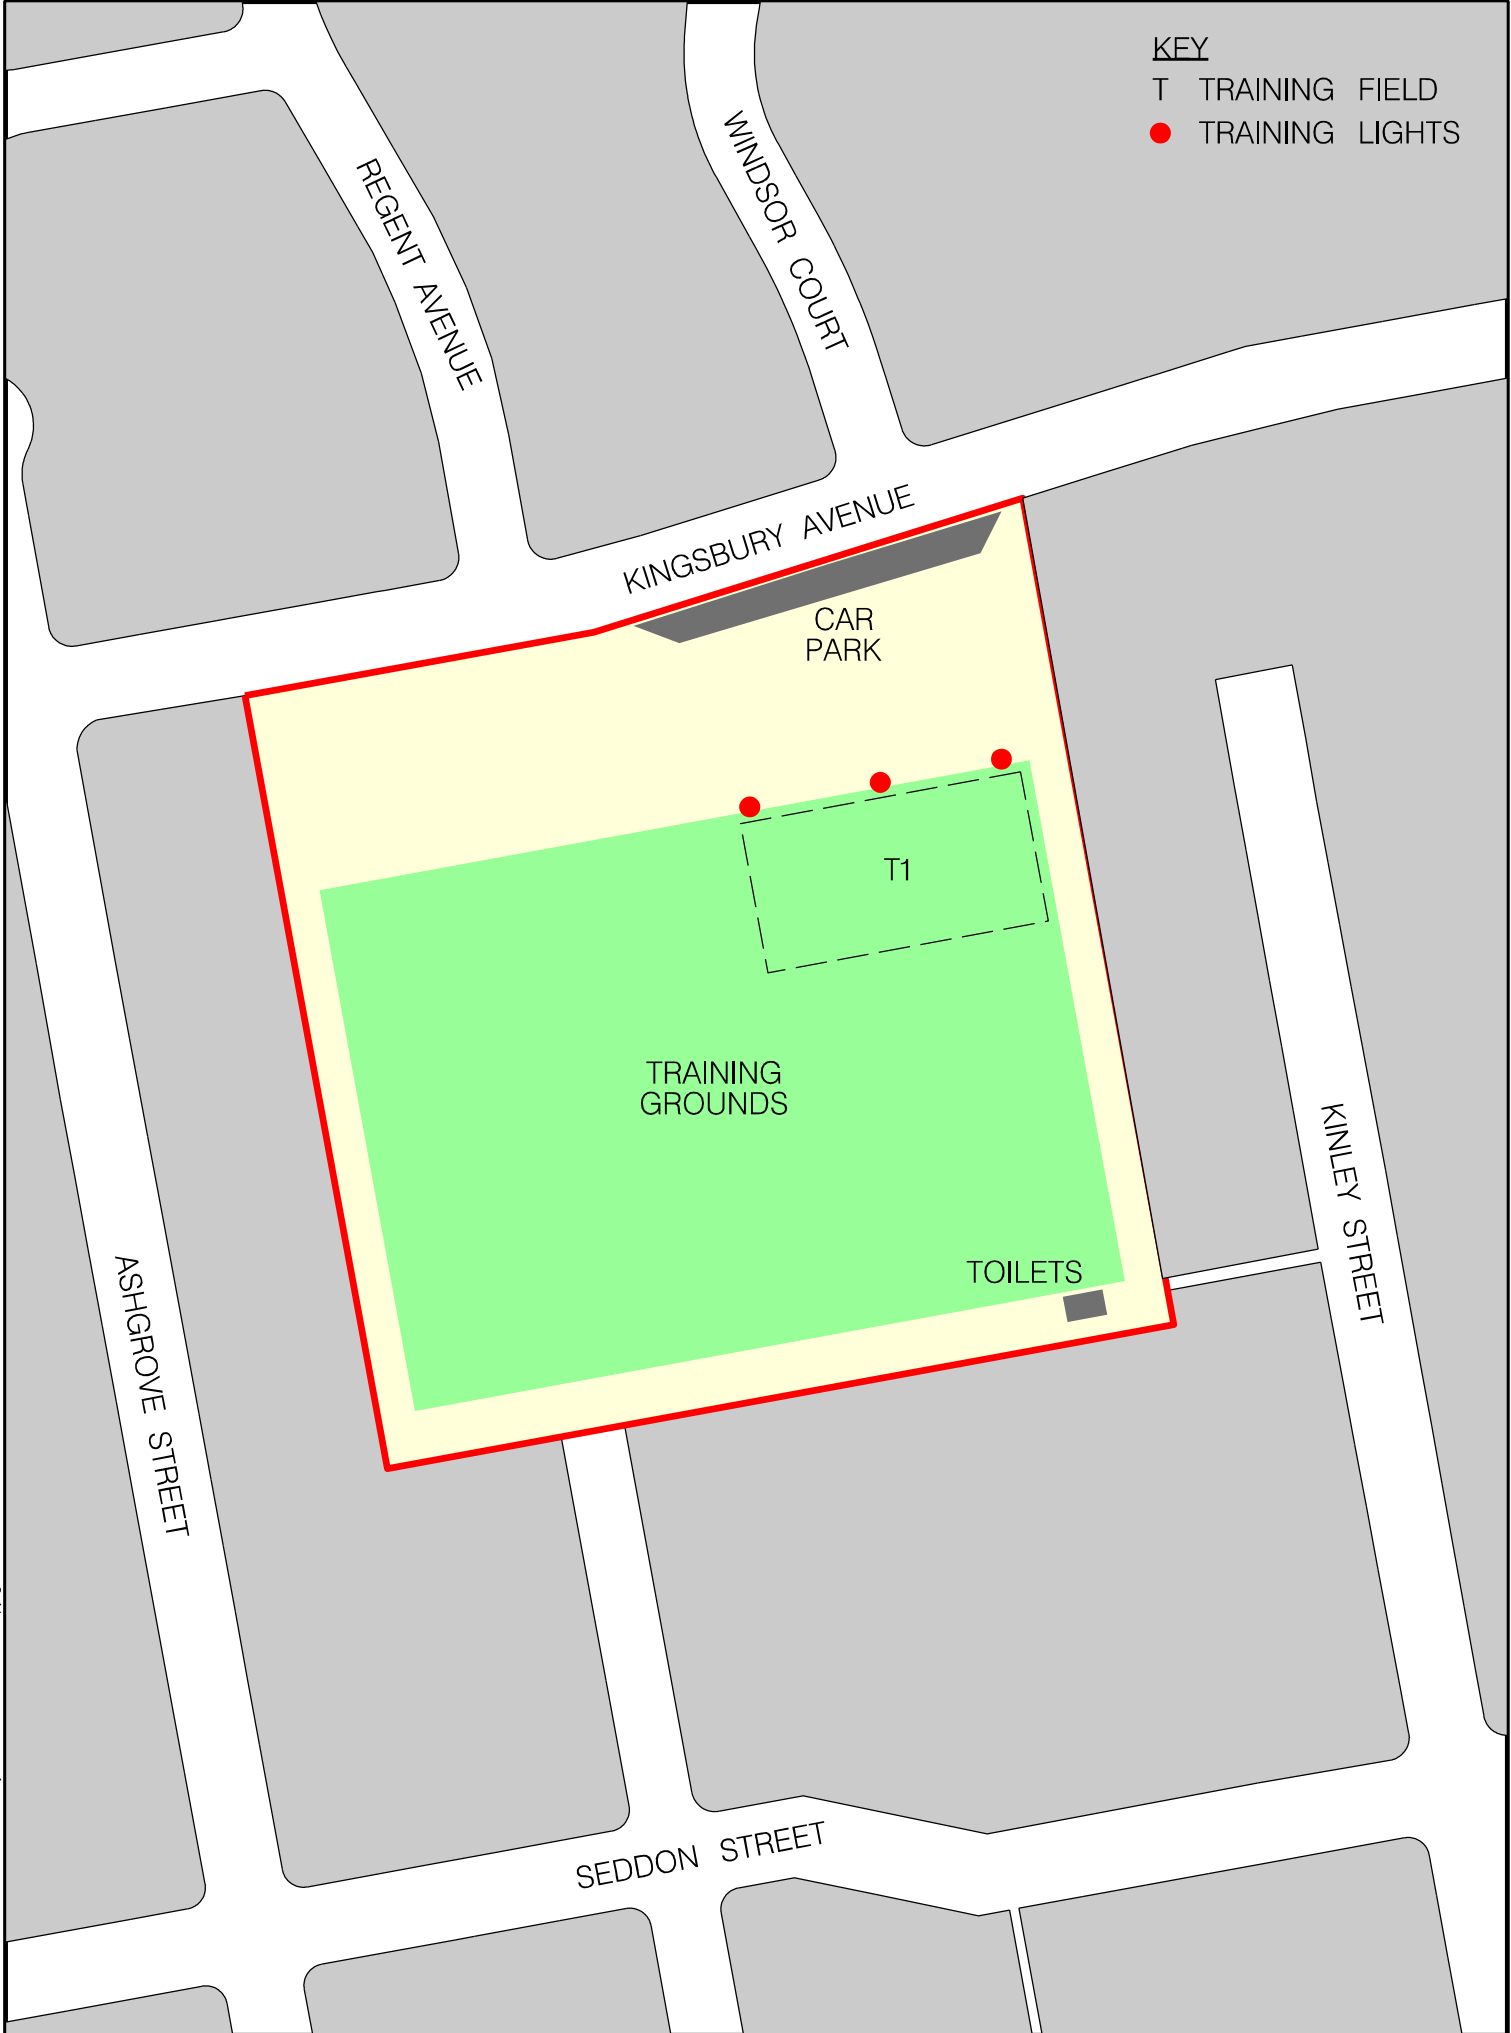 KEY
T TRAINING FIELD
TRAINING LIGHTS
REGENT AVENUE
WINDSOR COURT
KINGSBURY AVENUE
CAR
PARK
T1
TRAINING
GROUNDS
TOILETS
KINLEY STREET
ASHGROVE STREET
SEDDON STREET